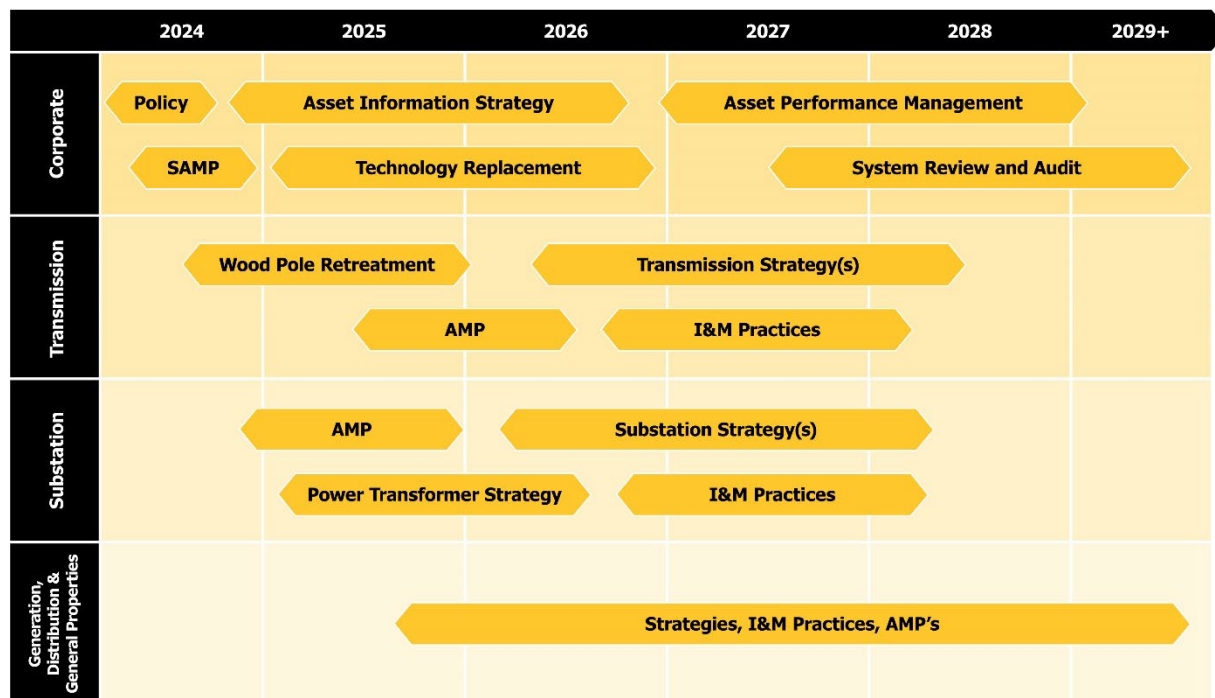 2024 2025 2026 2027 2028 2029+
Corporate
Policy Asset Information Strategy Asset Performance Management
SAMP Technology Replacement System Review and Audit
Transmission
Wood Pole Retreatment Transmission Strategy(s)
AMP I&M Practices
Substation
AMP Substation Strategy(s)
Power Transformer Strategy I&M Practices
Generation,
Distribution &
General Properties
Strategies, I&M Practices, AMP's